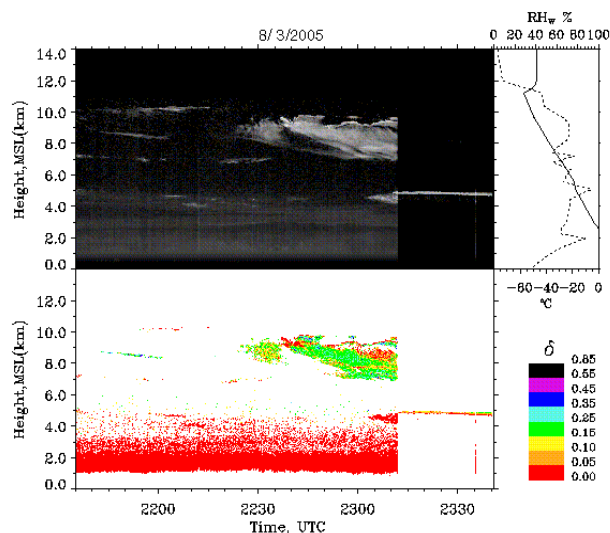 8/ 3/2005
RHw %
0 20 40 60 80 100
14.0
12.0
10.0
8.0
6.0
4.0
2.0
0.0
Height,MSL(km)
-60 -40 -20 0
°C
12.0
10.0
8.0
6.0
4.0
2.0
0.0
Height,MSL(km)
2200 2230 2300 2330
Time, UTC
δ
0.85
0.55
0.45
0.35
0.25
0.15
0.10
0.05
0.00